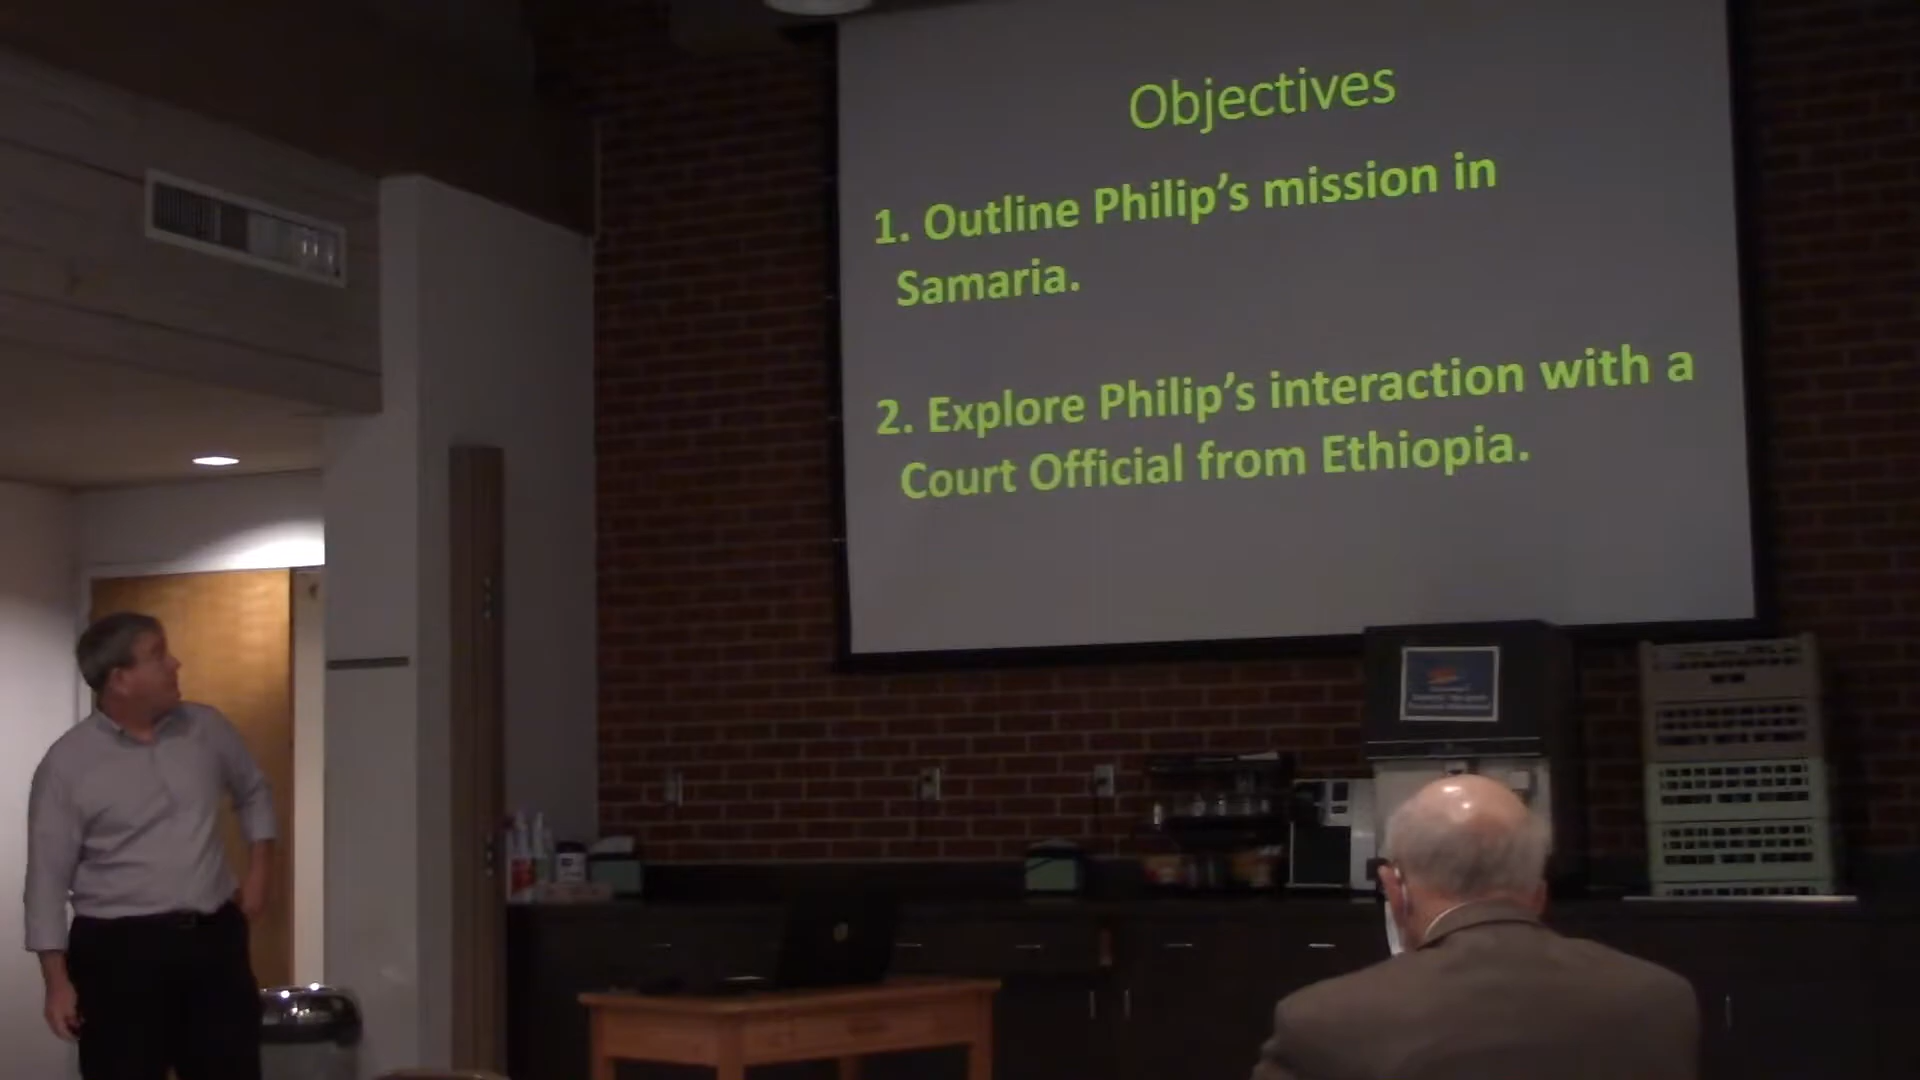 Objectives
1. Outline Philip's mission in
Samaria.
2. Explore Philip's interaction with a
Court Official from Ethiopia.